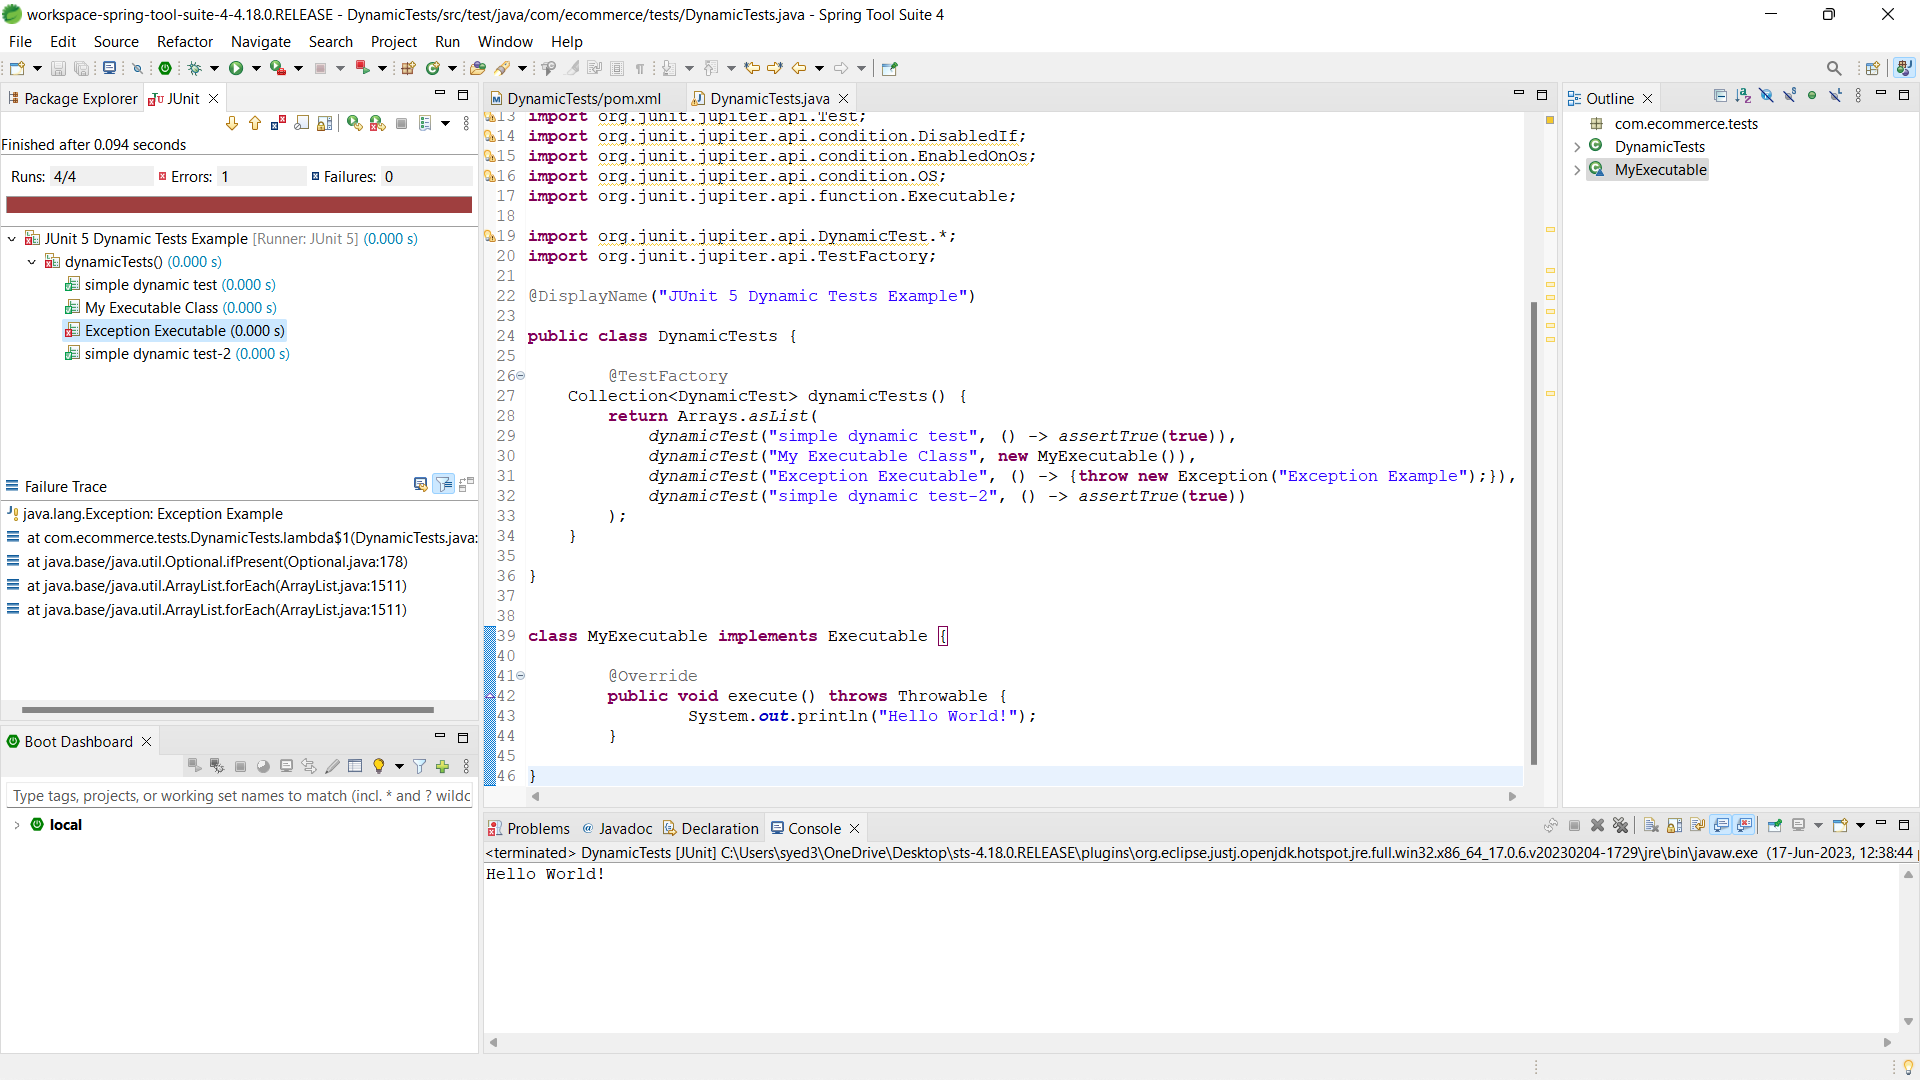 workspace-spring-tool-suite-4-4.18.0.RELEASE - DynamicTests/src/test/java/com/ecommerce/tests/DynamicTests.java - Spring Tool Suite 4
File Edit Source Refactor Navigate Search Project Run Window Help
Package Explorer
JUnit
Finished after 0.094 seconds
Runs: 4/4 Errors: 1 Failures: 0
JUnit 5 Dynamic Tests Example [Runner: JUnit 5] (0.000 s)
dynamicTests() (0.000 s)
simple dynamic test (0.000 s)
My Executable Class (0.000 s)
Exception Executable (0.000 s)
simple dynamic test-2 (0.000 s)
Failure Trace
java.lang.Exception: Exception Example
at com.ecommerce.tests.DynamicTests.lambda$1(DynamicTests.java:
at java.base/java.util.Optional.ifPresent(Optional.java:178)
at java.base/java.util.ArrayList.forEach(ArrayList.java:1511)
at java.base/java.util.ArrayList.forEach(ArrayList.java:1511)
Boot Dashboard
Type tags, projects, or working set names to match (incl. * and ? wildc
local
DynamicTests/pom.xml
DynamicTests.java
13 import org.junit.jupiter.api.Test;
14 import org.junit.jupiter.api.condition.DisabledIf;
15 import org.junit.jupiter.api.condition.EnabledOnOs;
16 import org.junit.jupiter.api.condition.OS;
17 import org.junit.jupiter.api.function.Executable;
18
19 import org.junit.jupiter.api.DynamicTest.*;
20 import org.junit.jupiter.api.TestFactory;
21
22 @DisplayName("JUnit 5 Dynamic Tests Example")
23
24 public class DynamicTests {
25
26 @TestFactory
27 Collection<DynamicTest> dynamicTests() {
28 return Arrays.asList(
29 dynamicTest("simple dynamic test", () -> assertTrue(true)),
30 dynamicTest("My Executable Class", new MyExecutable()),
31 dynamicTest("Exception Executable", () -> {throw new Exception("Exception Example");}),
32 dynamicTest("simple dynamic test-2", () -> assertTrue(true))
33 );
34 }
35
36 }
37
38
39 class MyExecutable implements Executable {
40
41 @Override
42 public void execute() throws Throwable {
43 System.out.println("Hello World!");
44 }
45
46 }
Outline
com.ecommerce.tests
DynamicTests
MyExecutable
Problems
Javadoc
Declaration
Console
<terminated> DynamicTests [JUnit] C:\Users\syed3\OneDrive\Desktop\sts-4.18.0.RELEASE\plugins\org.eclipse.justj.openjdk.hotspot.jre.full.win32.x86_64_17.0.6.v20230204-1729\jre\bin\javaw.exe (17-Jun-2023, 12:38:44
Hello World!